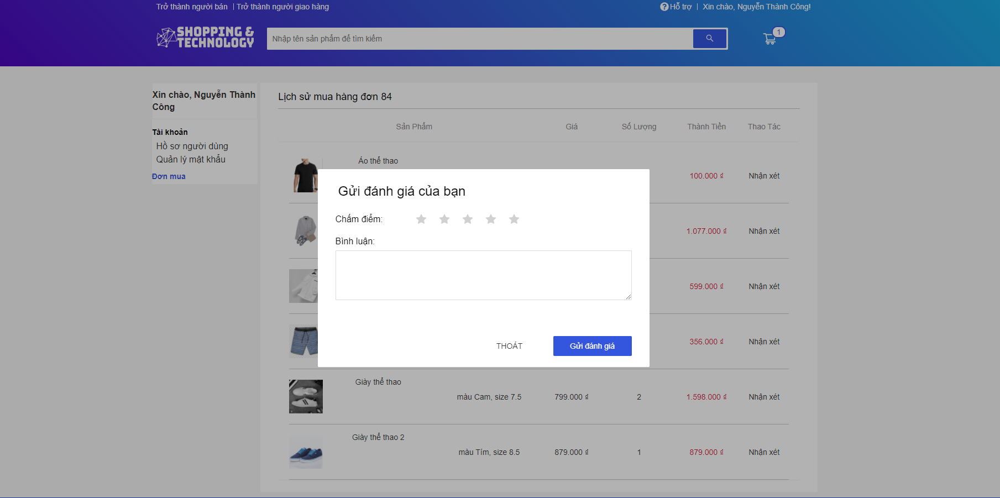 Trở thành người bán | Trở thành người giao hàng
Hỗ trợ | Xin chào, Nguyễn Thành Công!
SHOPPING &
TECHNOLOGY
Nhập tên sản phẩm để tìm kiếm
1
Xin chào, Nguyễn Thành
Công
Tài khoản
Hồ sơ người dùng
Quản lý mật khẩu
Đơn mua
Lịch sử mua hàng đơn 84
Sản Phẩm Giá Số Lượng Thành Tiền Thao Tác
Áo thể thao
100.000 ₫ Nhận xét
1.077.000 ₫ Nhận xét
599.000 ₫ Nhận xét
356.000 ₫ Nhận xét
Gửi đánh giá của bạn
Chấm điểm:
Bình luận:
THOÁT Gửi đánh giá
Giày thể thao
màu Cam, size 7.5 799.000 ₫ 2 1.598.000 ₫ Nhận xét
Giày thể thao 2
màu Tím, size 8.5 879.000 ₫ 1 879.000 ₫ Nhận xét